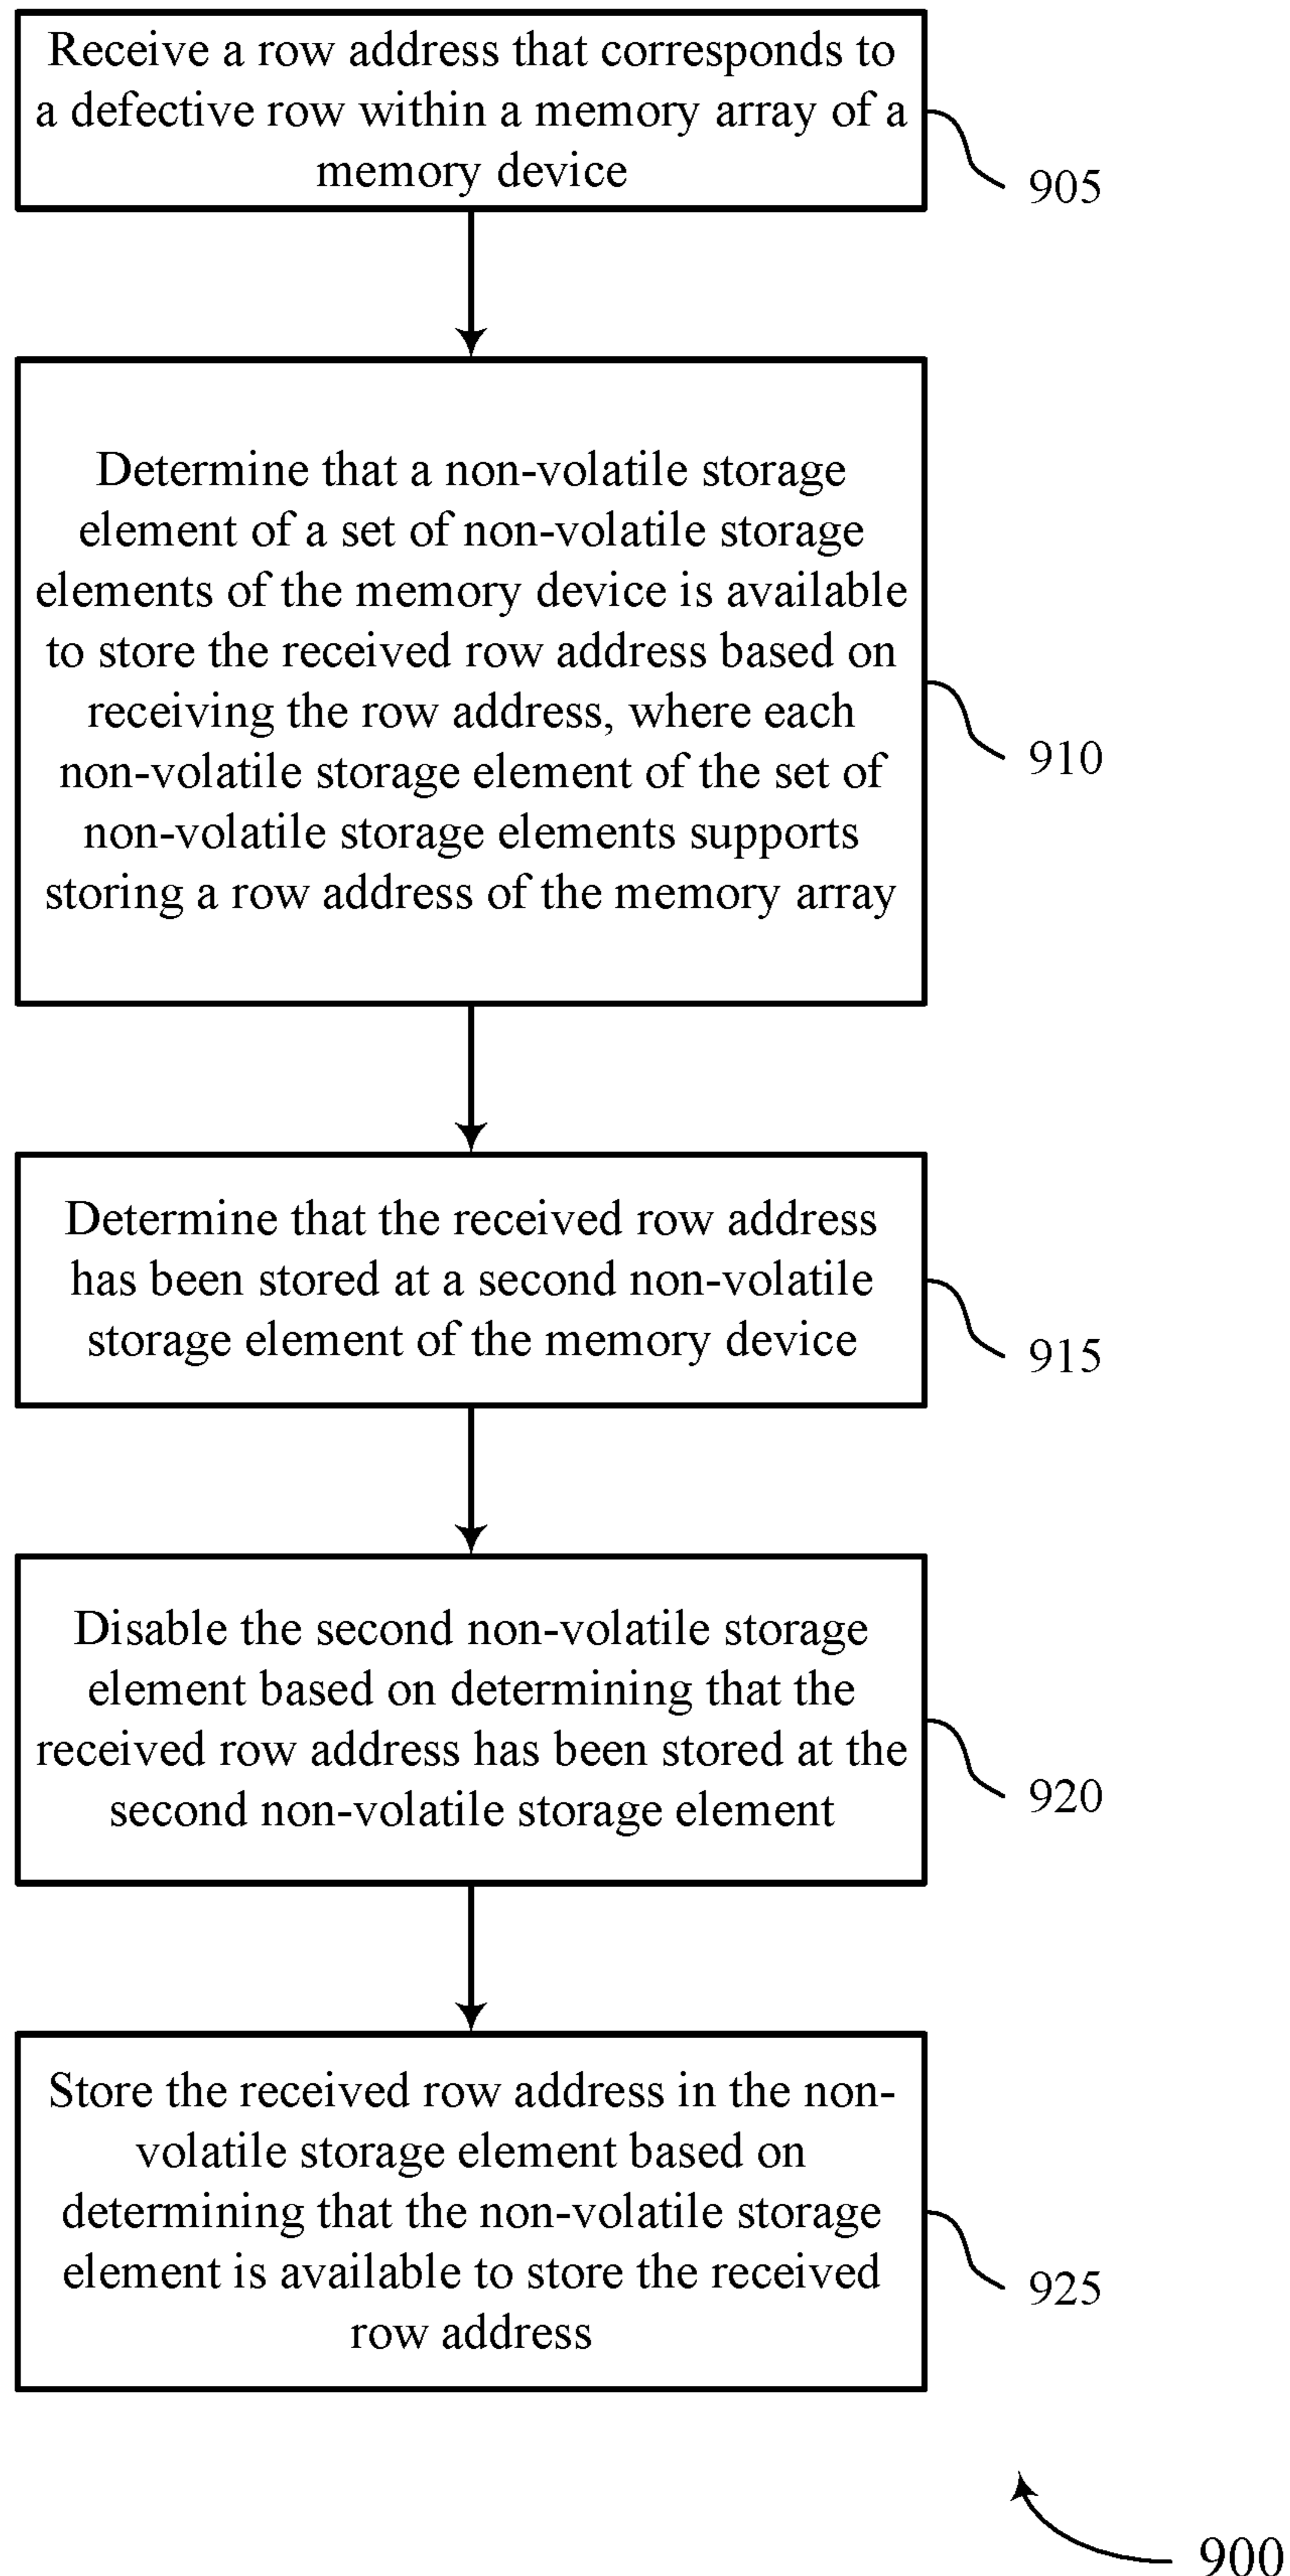 Receive a row address that corresponds to
a defective row within a memory array of a
memory device
905
Determine that a non-volatile storage
element of a set of non-volatile storage
elements of the memory device is available
to store the received row address based on
receiving the row address, where each
non-volatile storage element of the set of
non-volatile storage elements supports
storing a row address of the memory array
910
Determine that the received row address
has been stored at a second non-volatile
storage element of the memory device
915
Disable the second non-volatile storage
element based on determining that the
received row address has been stored at the
second non-volatile storage element
920
Store the received row address in the non-
volatile storage element based on
determining that the non-volatile storage
element is available to store the received
row address
925
900